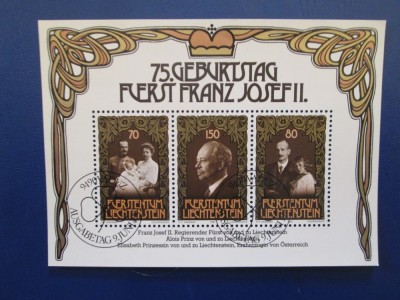 75. GEBURTSTAG
FÜRST FRANZ JOSEF II.
70
150
80
FÜRSTENTUM
LIECHTENSTEIN
FÜRSTENTUM
LIECHTENSTEIN
FÜRSTENTUM
LIECHTENSTEIN
AUSGABETAG 9. JU
Franz Josef II. Regierender Fürst von und zu Liechtenstein
Alois Prinz von und zu Liechtenstein
Elisabeth Prinzessin von und zu Liechtenstein, Erzherzogin von Österreich